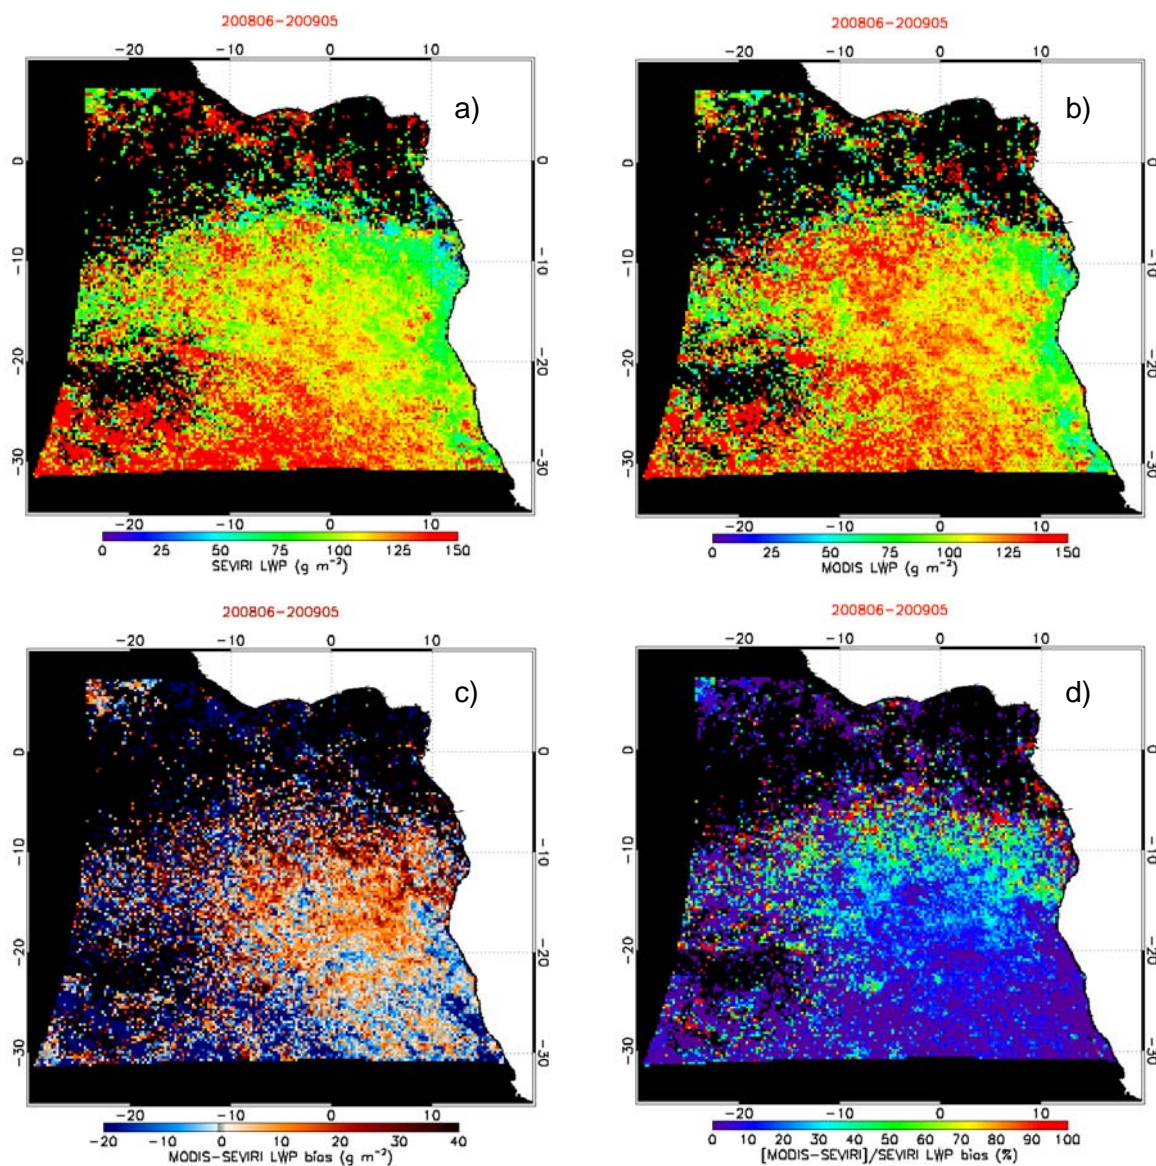 200806-200905
200806-200905
-20 -10 0 10
-20 -10 0 10
a)
b)
0 0 0 0
-10 -10 -10 -10
-20 -20 -20 -20
-30 -30 -30 -30
-20 -10 0 10
-20 -10 0 10
0 25 50 75 100 125 150
0 25 50 75 100 125 150
SEVIRI LWP (g m⁻²)
MODIS LWP (g m⁻²)
200806-200905
200806-200905
-20 -10 0 10
-20 -10 0 10
c)
d)
0 0 0 0
-10 -10 -10 -10
-20 -20 -20 -20
-30 -30 -30 -30
-20 -10 0 10
-20 -10 0 10
-20 -10 0 10 20 30 40
0 10 20 30 40 50 60 70 80 90 100
MODIS-SEVIRI LWP bias (g m⁻²)
[MODIS-SEVIRI]/SEVIRI LWP bias (%)